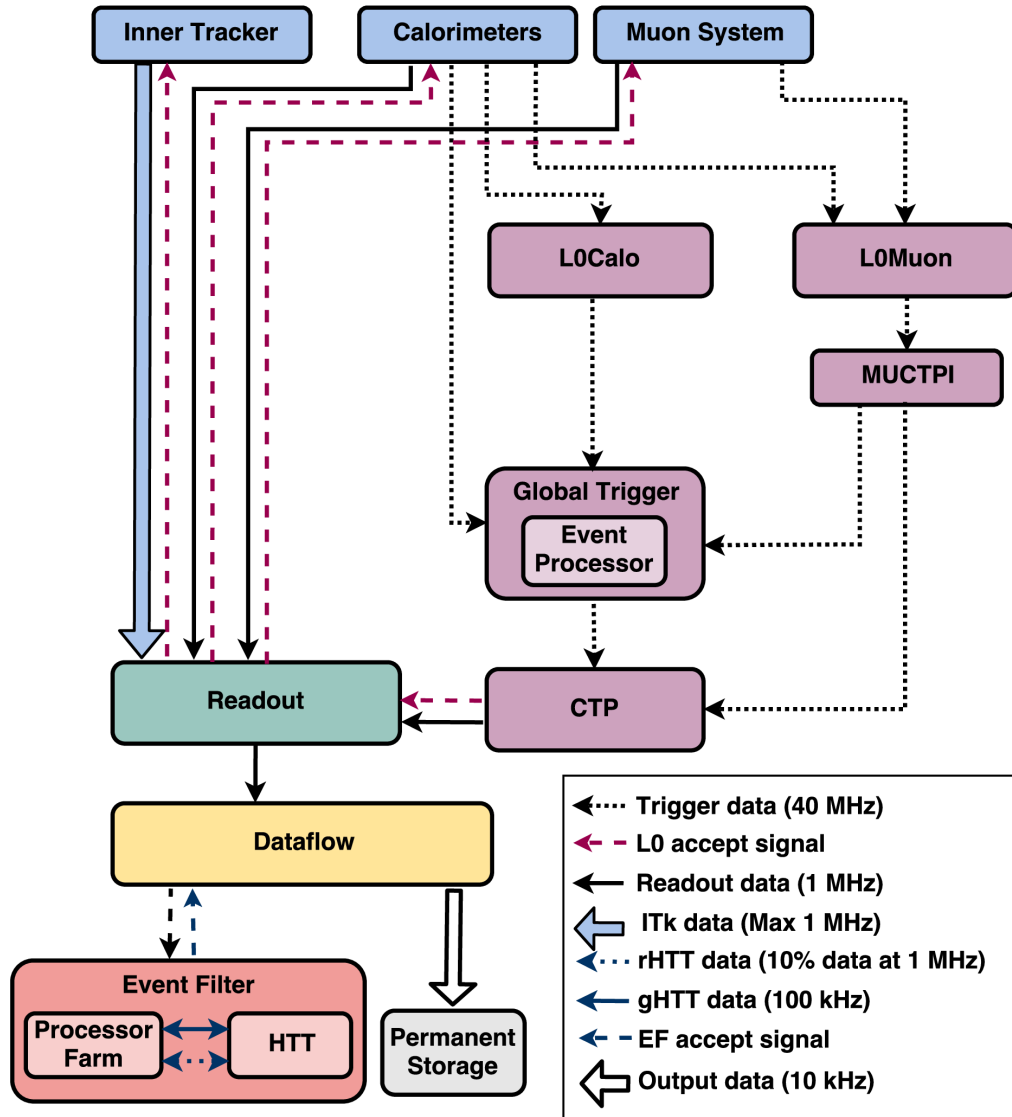 Inner Tracker
Calorimeters
Muon System
L0Calo
L0Muon
MUCTPI
Global Trigger
Event
Processor
Readout
CTP
Dataflow
Event Filter
Processor
Farm
HTT
Permanent
Storage
Trigger data (40 MHz)
L0 accept signal
Readout data (1 MHz)
ITk data (Max 1 MHz)
rHTT data (10% data at 1 MHz)
gHTT data (100 kHz)
EF accept signal
Output data (10 kHz)